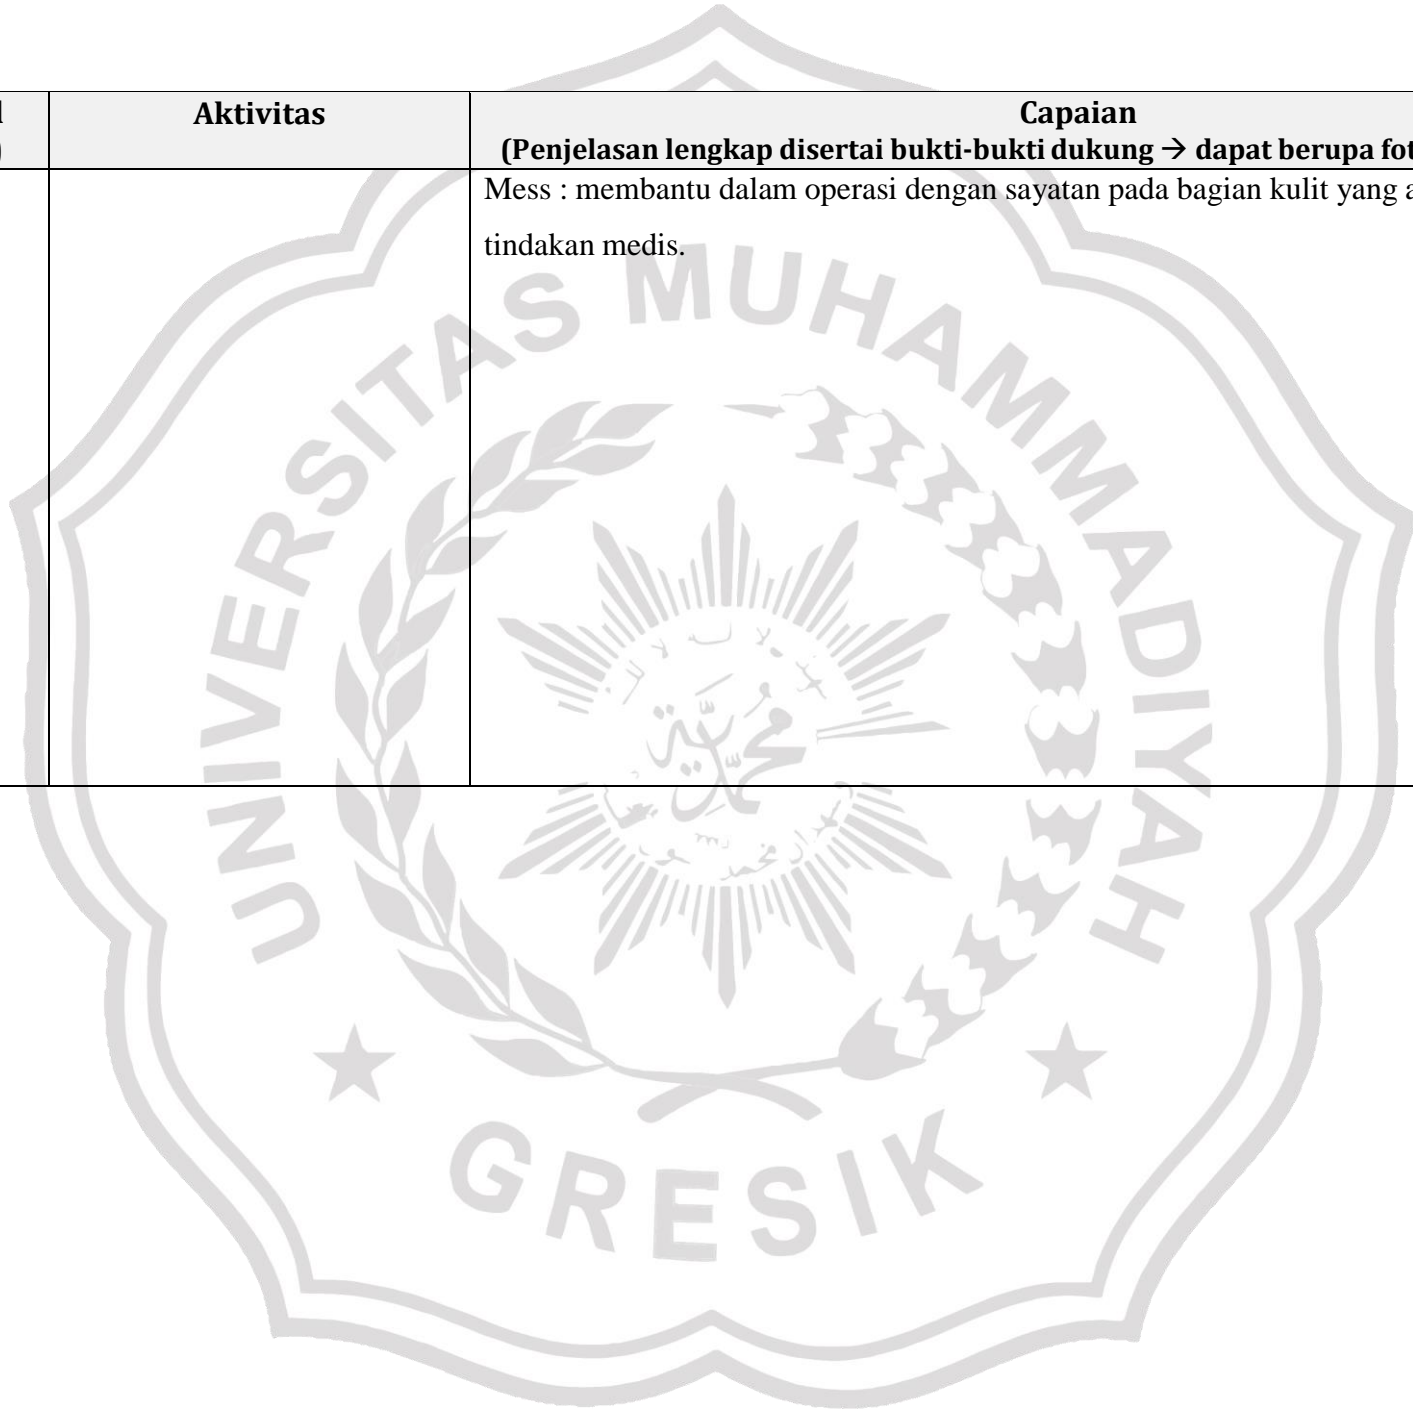 Aktivitas
Capaian
(Penjelasan lengkap disertai bukti-bukti dukung → dapat berupa
Mess : membantu dalam operasi dengan sayatan pada bagian kulit yang
tindakan medis.
UNIVERSITAS MUHAMMADIYAH
محمدية
GRESIK